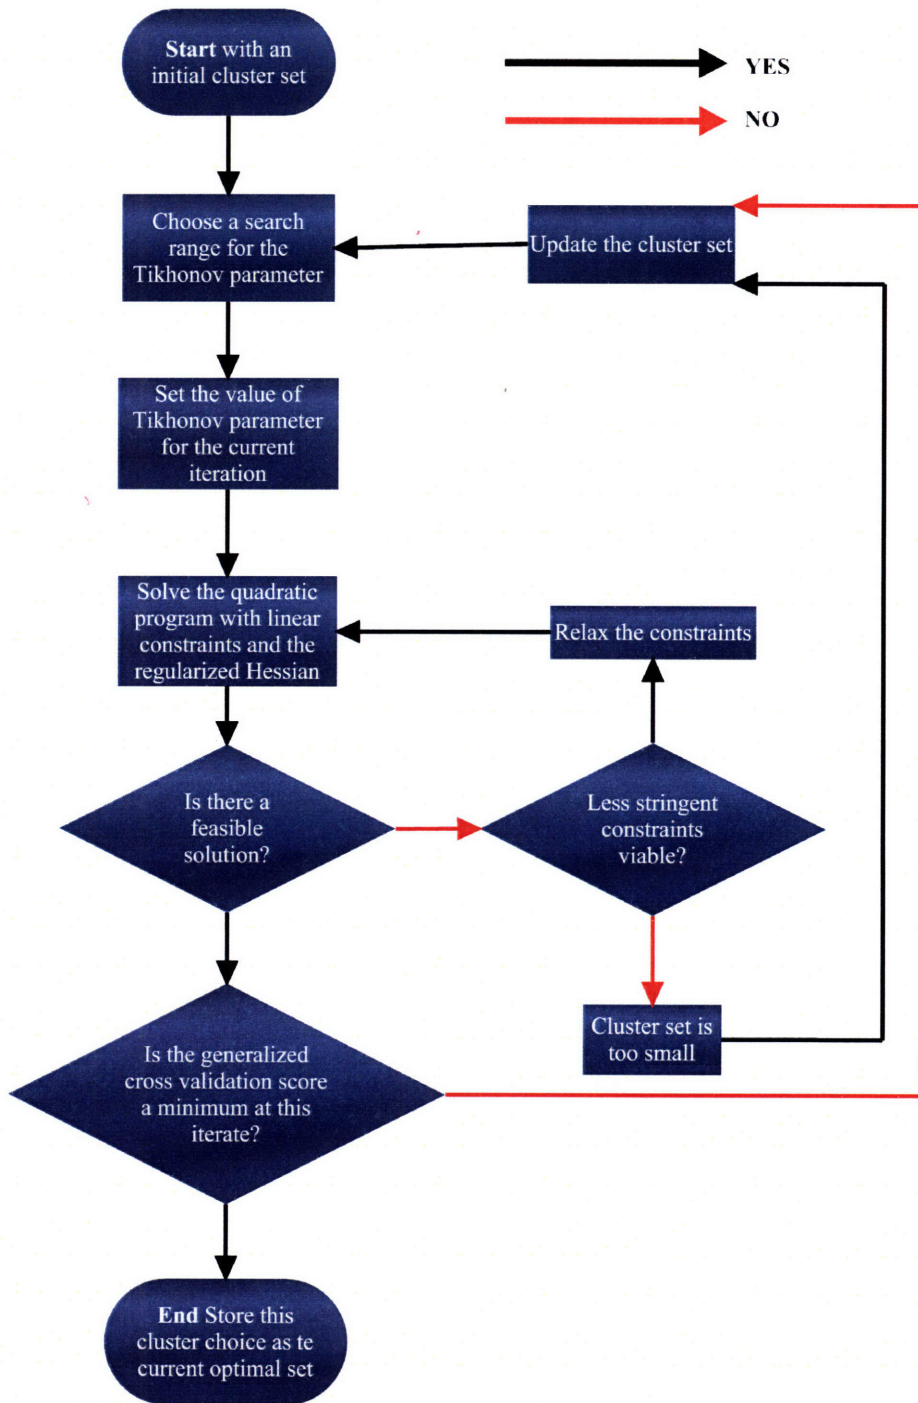 Start with an
initial cluster set
YES
NO
Choose a search
range for the
Tikhonov parameter
Update the cluster set
Set the value of
Tikhonov parameter
for the current
iteration
Solve the quadratic
program with linear
constraints and the
regularized Hessian
Relax the constraints
Is there a
feasible
solution?
Less stringent
constraints
viable?
Cluster set is
too small
Is the generalized
cross validation score
a minimum at this
iterate?
End Store this
cluster choice as te
current optimal set